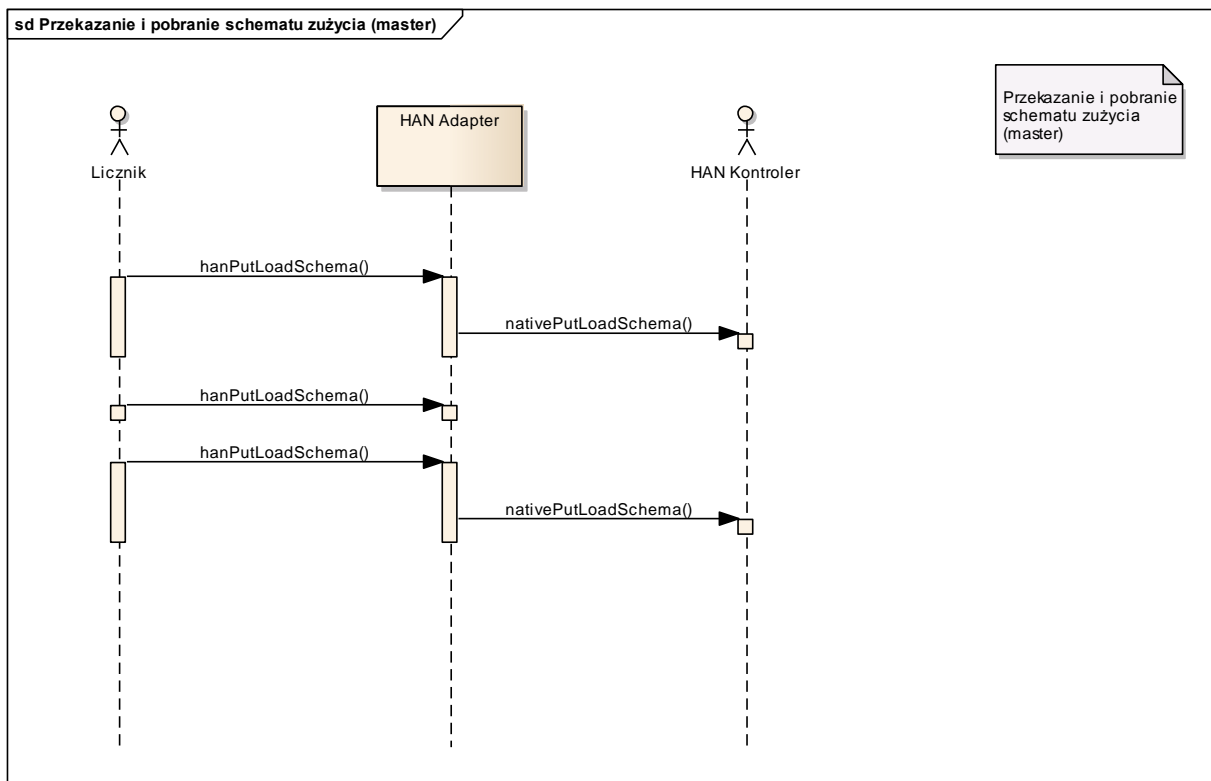 sd Przekazanie i pobranie schematu zużycia (master)
Przekazanie i pobranie
schematu zużycia
(master)
Licznik
HAN Adapter
HAN Kontroler
hanPutLoadSchema()
nativePutLoadSchema()
hanPutLoadSchema()
hanPutLoadSchema()
nativePutLoadSchema()